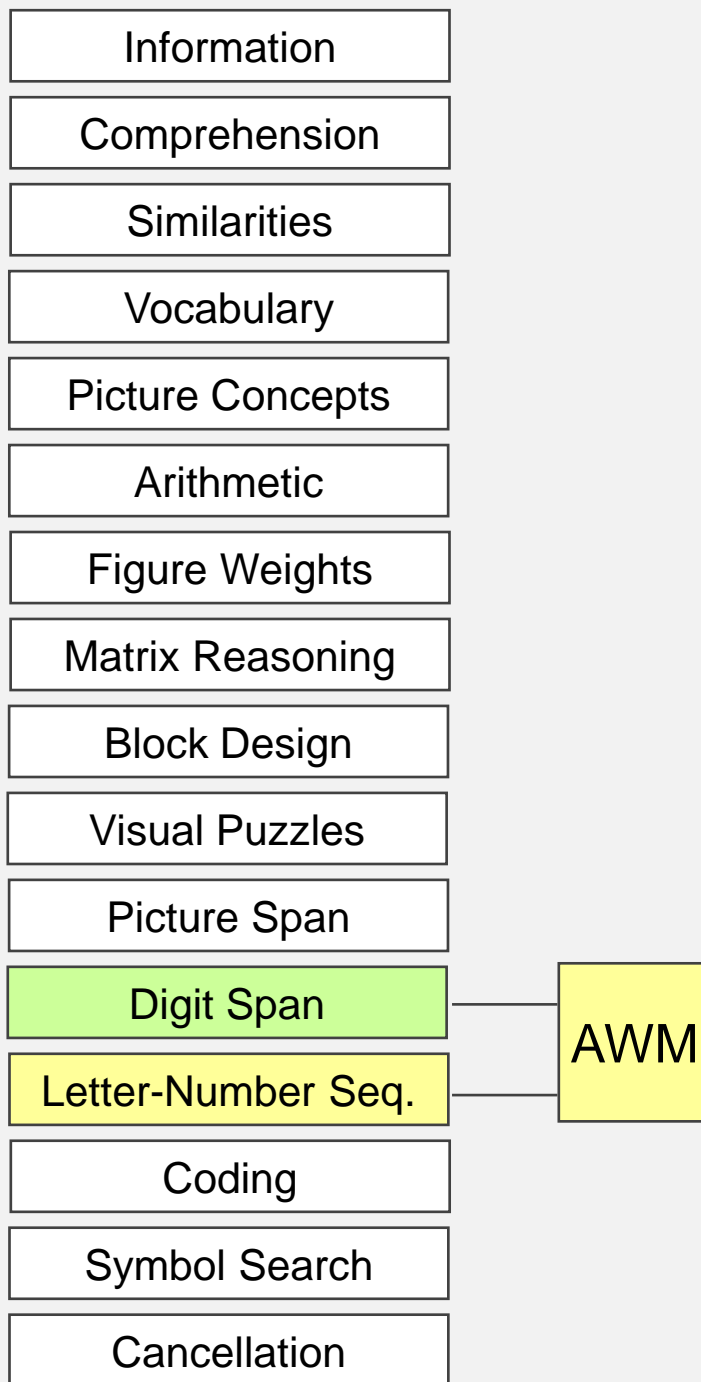 Information
Comprehension
Similarities
Vocabulary
Picture Concepts
Arithmetic
Figure Weights
Matrix Reasoning
Block Design
Visual Puzzles
Picture Span
Digit Span
AWM
Letter-Number Seq.
Coding
Symbol Search
Cancellation